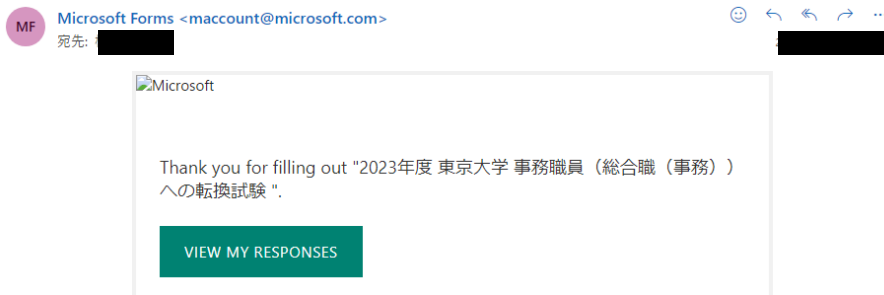 MF
Microsoft Forms <maccount@microsoft.com>
宛先:
Microsoft
Thank you for filling out "2023年度 東京大学 事務職員（総合職（事務））
への転換試験 ".
VIEW MY RESPONSES